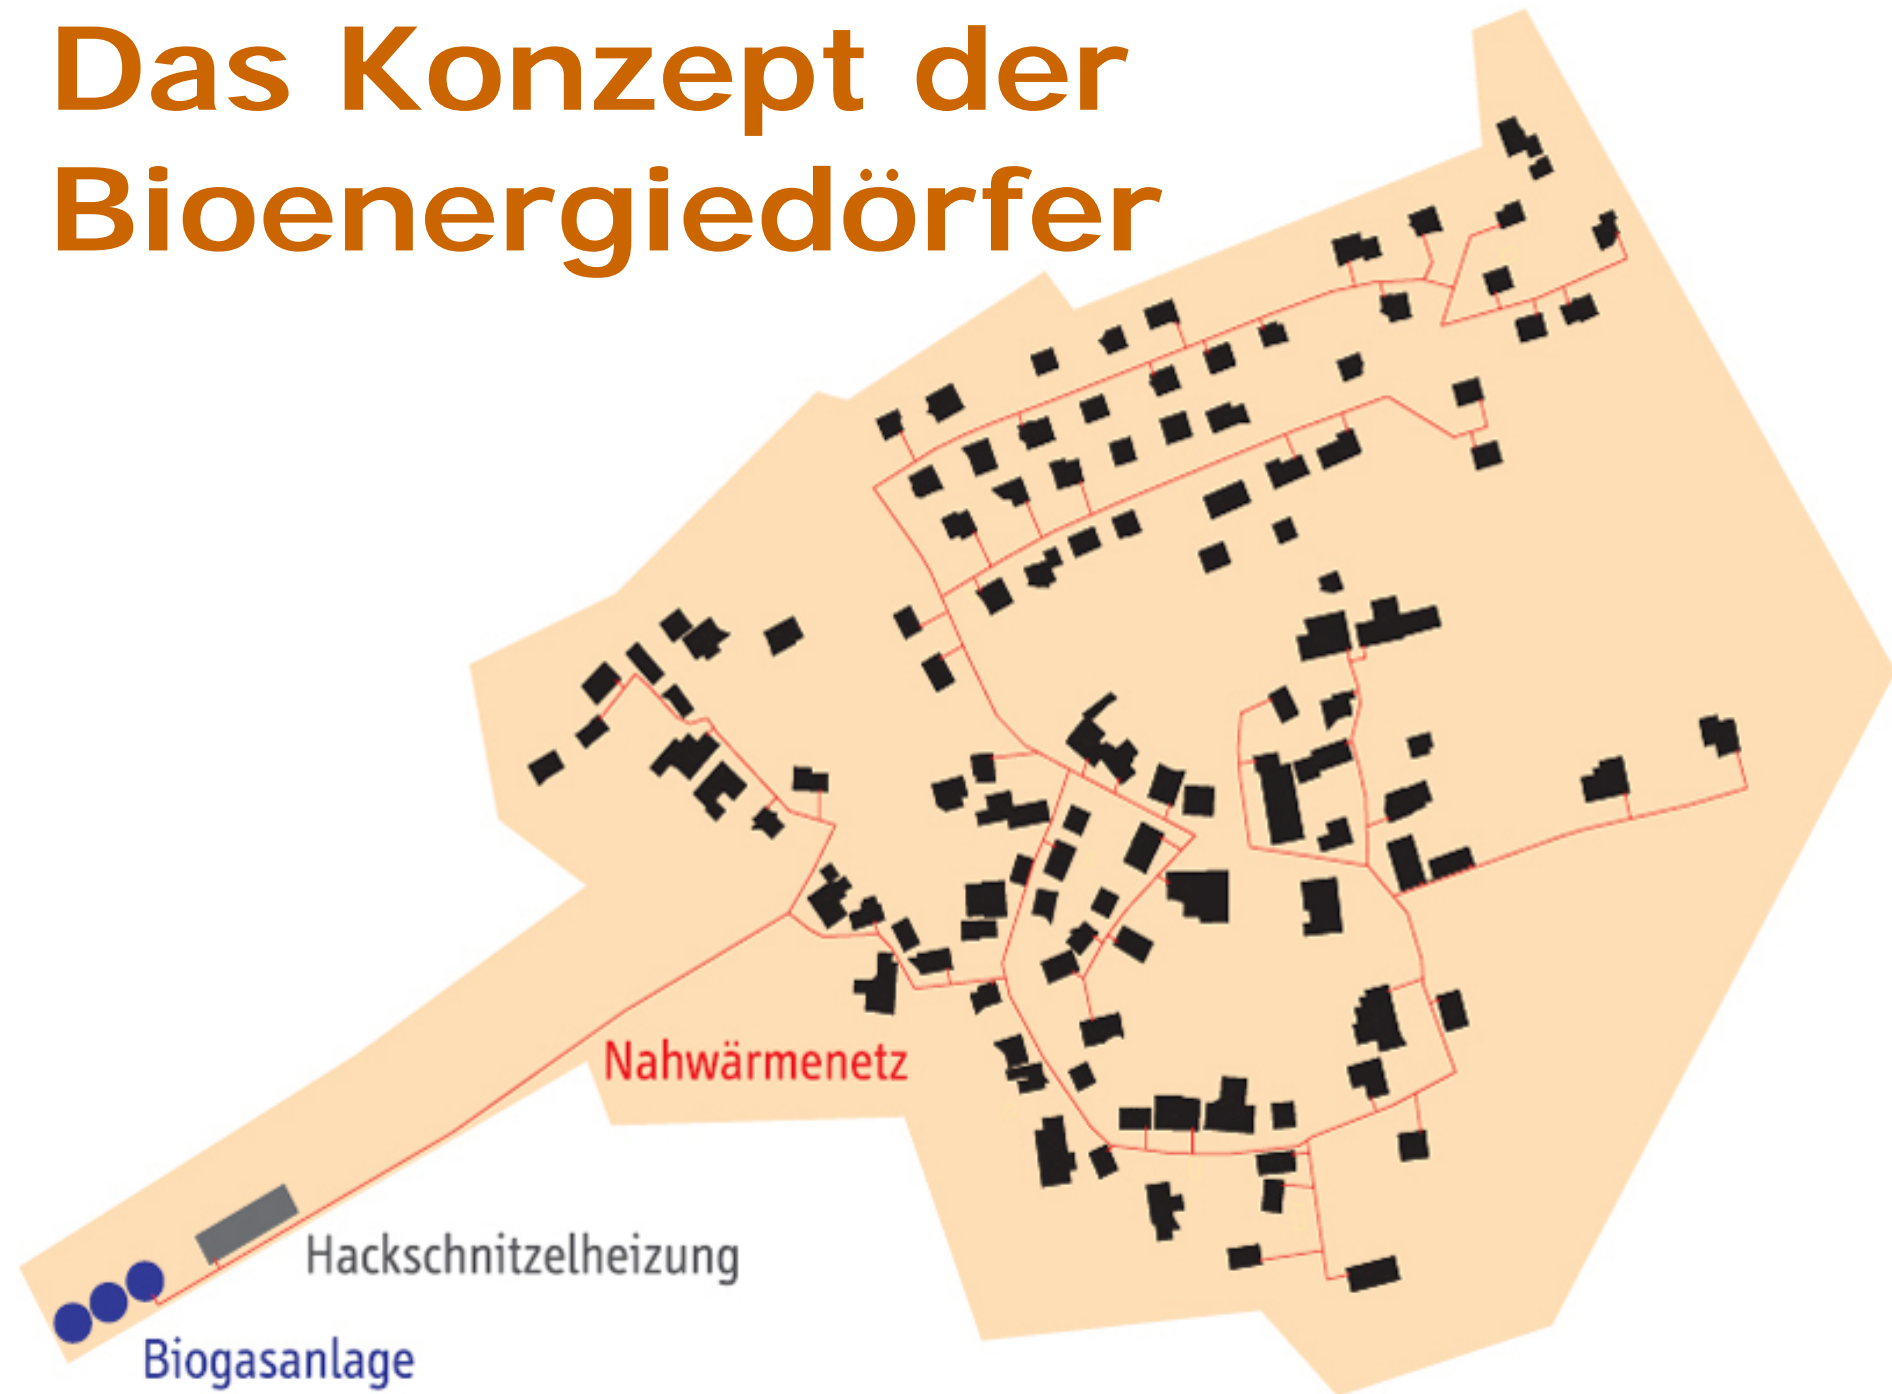 Das Konzept der
Bioenergiedörfer
Nahwärmenetz
Hackschnitzelheizung
Biogasanlage